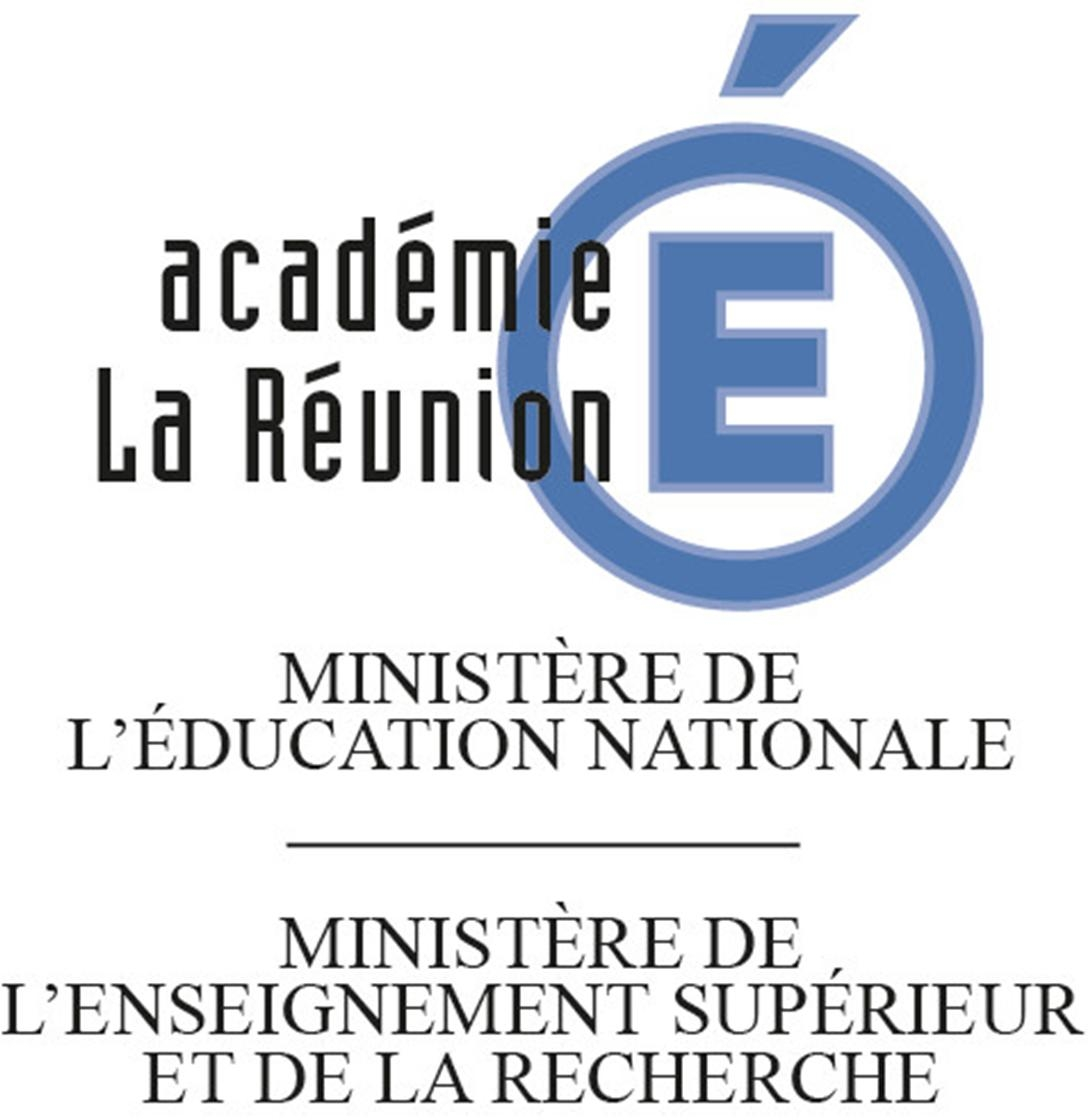 académie
La Réunion
É
MINISTÈRE DE
L’ÉDUCATION NATIONALE
MINISTÈRE DE
L’ENSEIGNEMENT SUPÉRIEUR
ET DE LA RECHERCHE